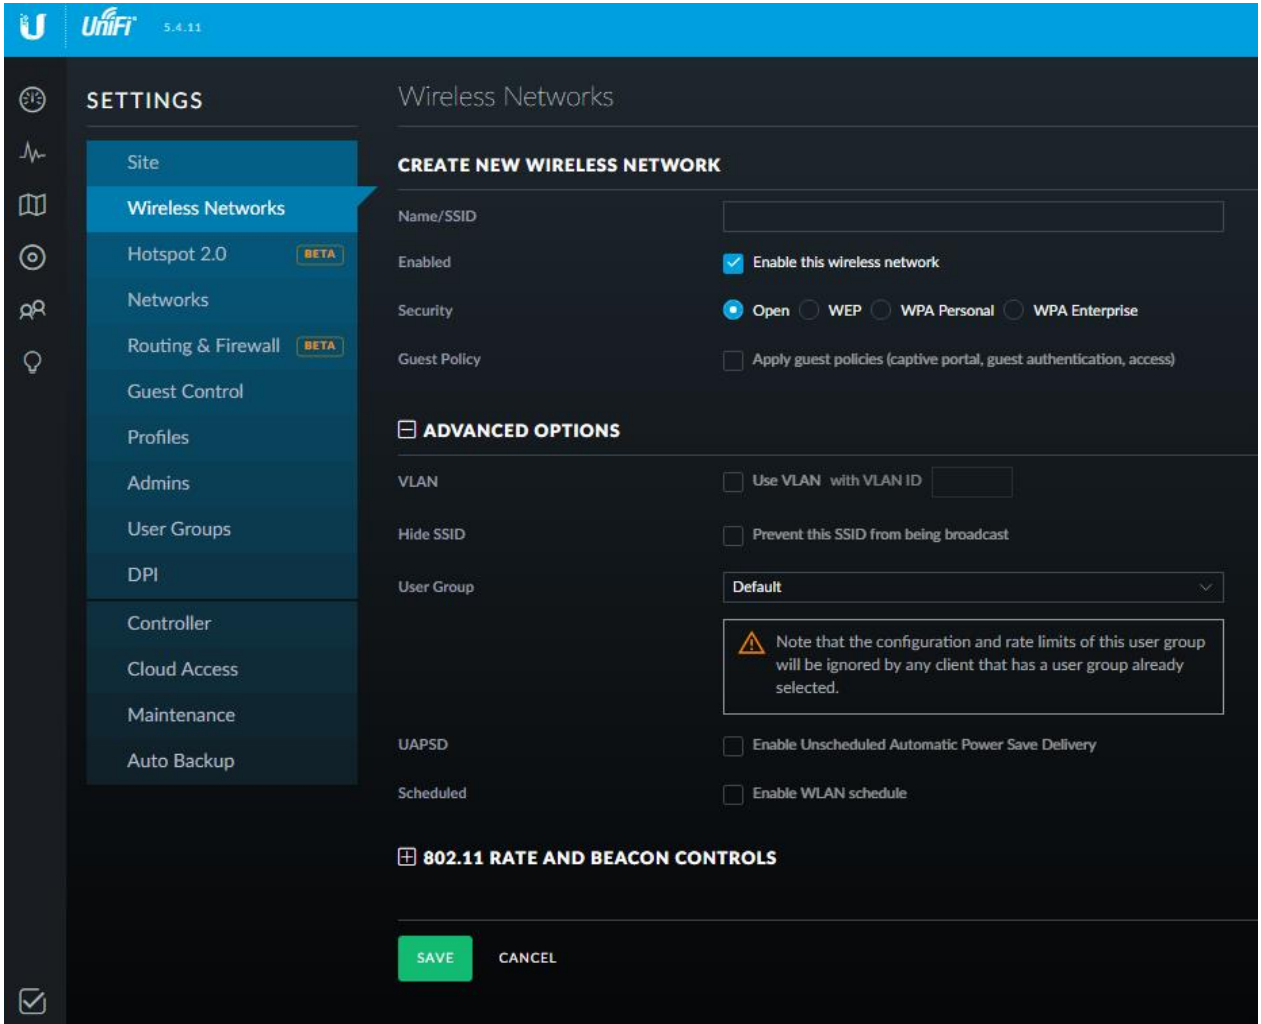 UniFi 5.4.11
SETTINGS
Site
Wireless Networks
Hotspot 2.0 BETA
Networks
Routing & Firewall BETA
Guest Control
Profiles
Admins
User Groups
DPI
Controller
Cloud Access
Maintenance
Auto Backup
Wireless Networks
CREATE NEW WIRELESS NETWORK
Name/SSID
Enabled Enable this wireless network
Security Open WEP WPA Personal WPA Enterprise
Guest Policy Apply guest policies (captive portal, guest authentication, access)
ADVANCED OPTIONS
VLAN Use VLAN with VLAN ID
Hide SSID Prevent this SSID from being broadcast
User Group Default
Note that the configuration and rate limits of this user group
will be ignored by any client that has a user group already
selected.
UAPSD Enable Unscheduled Automatic Power Save Delivery
Scheduled Enable WLAN schedule
802.11 RATE AND BEACON CONTROLS
SAVE CANCEL